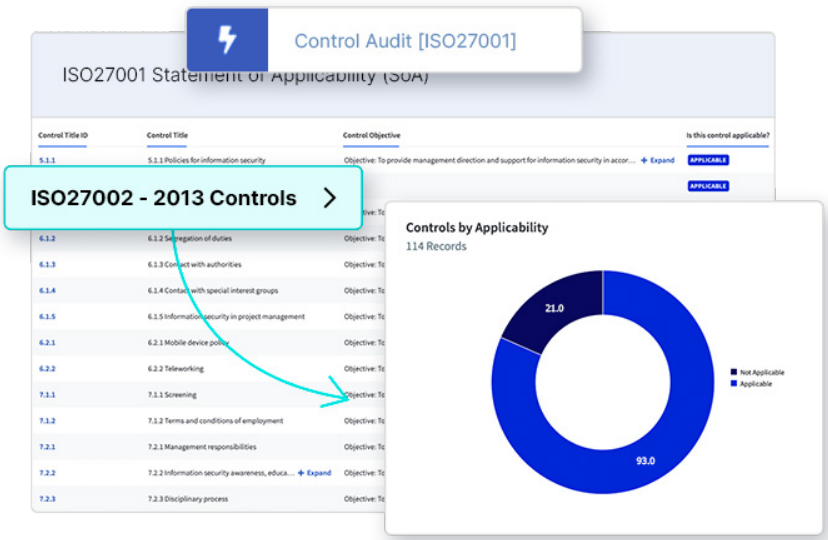 Control Audit [ISO27001]
ISO27001 Statement of Applicability (SoA)
Control Title ID Control Title Control Objective Is this control applicable?
5.1.1 5.1.1 Policies for information security Objective: To provide management direction and support for information security in accor... + Expand APPLICABLE
APPLICABLE
ISO27002 - 2013 Controls
6.1.2 6.1.2 Segregation of duties Objective: To
6.1.3 6.1.3 Contact with authorities Objective: To
6.1.4 6.1.4 Contact with special interest groups Objective: To
6.1.5 6.1.5 Information security in project management Objective: To
6.2.1 6.2.1 Mobile device policy Objective: To
6.2.2 6.2.2 Teleworking Objective: To
7.1.1 7.1.1 Screening Objective: To
7.1.2 7.1.2 Terms and conditions of employment Objective: To
7.2.1 7.2.1 Management responsibilities Objective: To
7.2.2 7.2.2 Information security awareness, educa... + Expand Objective: To
7.2.3 7.2.3 Disciplinary process Objective: To
Controls by Applicability
114 Records
21.0
93.0
Not Applicable
Applicable